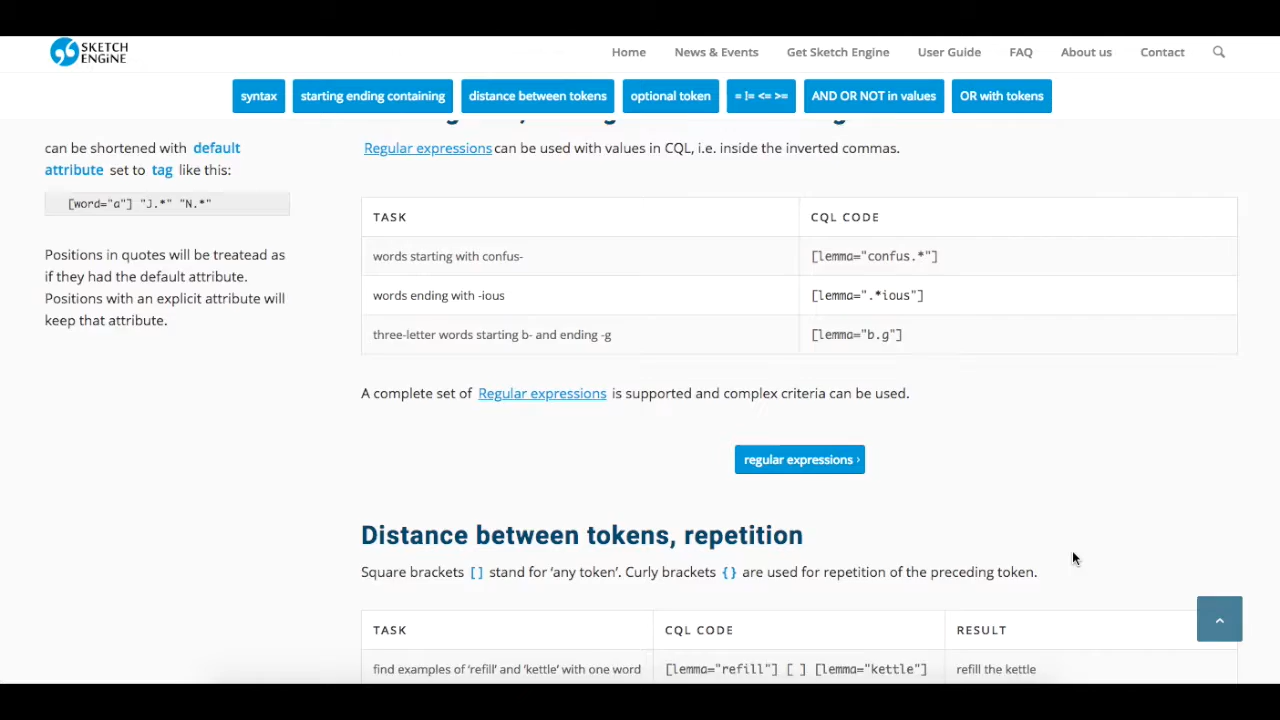 SKETCH
ENGINE
Home News & Events Get Sketch Engine User Guide FAQ About us Contact
syntax starting ending containing distance between tokens optional token = != <= >= AND OR NOT in values OR with tokens
can be shortened with default
attribute set to tag like this:
[word="a"] "J.*" "N.*"
Positions in quotes will be treatead as
if they had the default attribute.
Positions with an explicit attribute will
keep that attribute.
Regular expressions can be used with values in CQL, i.e. inside the inverted commas.
TASK CQL CODE
words starting with confus- [lemma="confus.*"]
words ending with -ious [lemma=".*ious"]
three-letter words starting b- and ending -g [lemma="b.g"]
A complete set of Regular expressions is supported and complex criteria can be used.
regular expressions ›
Distance between tokens, repetition
Square brackets [] stand for ‘any token’. Curly brackets {} are used for repetition of the preceding token.
TASK CQL CODE RESULT
find examples of ‘refill’ and ‘kettle’ with one word [lemma="refill"] [ ] [lemma="kettle"] refill the kettle